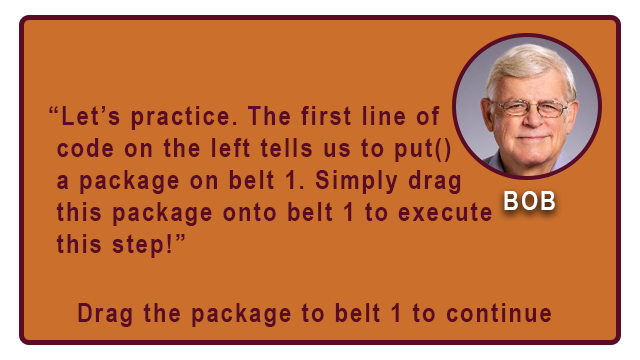 “Let’s practice. The first line of
code on the left tells us to put()
a package on belt 1. Simply drag
this package onto belt 1 to execute
this step!”
BOB
Drag the package to belt 1 to continue